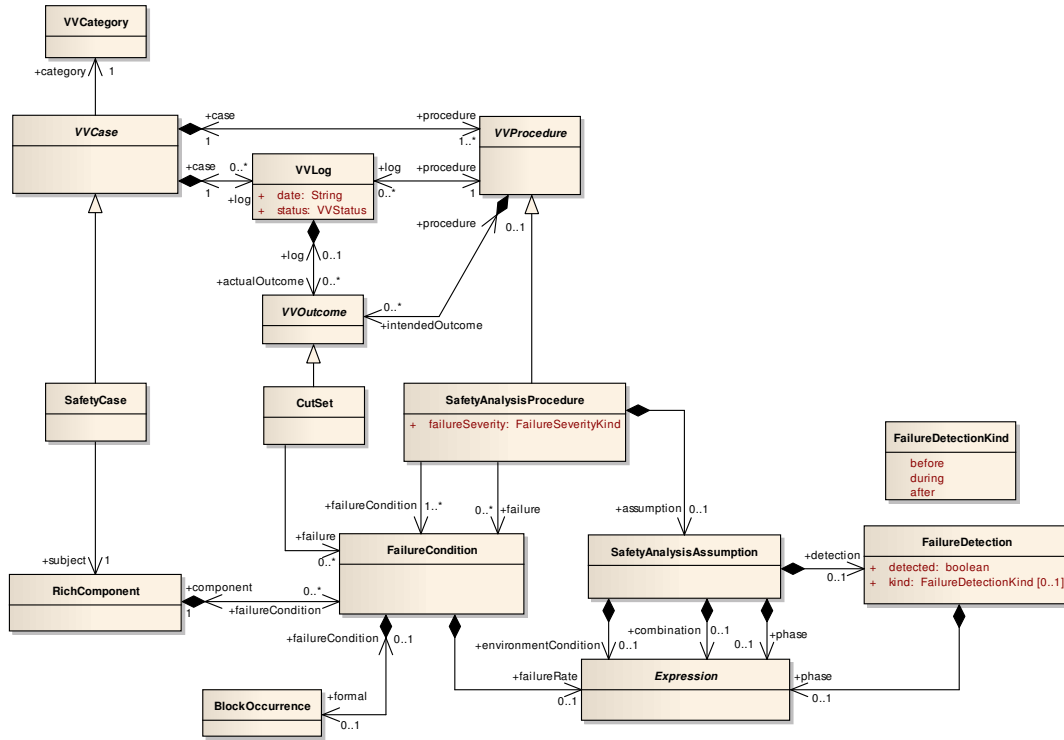 VVCategory
+category
1
VVCase
+case
1
+procedure
1..*
VVProcedure
+case
1
0..*
+log
VVLog
+ date: String
+ status: VVStatus
+log
0..*
+procedure
1
+procedure
0..1
+log
0..1
+actualOutcome
0..*
VVOutcome
0..*
+intendedOutcome
SafetyCase
CutSet
SafetyAnalysisProcedure
+ failureSeverity: FailureSeverityKind
FailureDetectionKind
before
during
after
+failureCondition
1..*
0..*
+failure
+assumption
0..1
+subject
1
+failure
0..*
FailureCondition
SafetyAnalysisAssumption
+detection
0..1
FailureDetection
+ detected: boolean
+ kind: FailureDetectionKind [0..1]
RichComponent
+component
1
0..*
+failureCondition
+failureCondition
0..1
+environmentCondition
0..1
+combination
0..1
+phase
0..1
+failureRate
0..1
Expression
+phase
0..1
BlockOccurrence
+formal
0..1